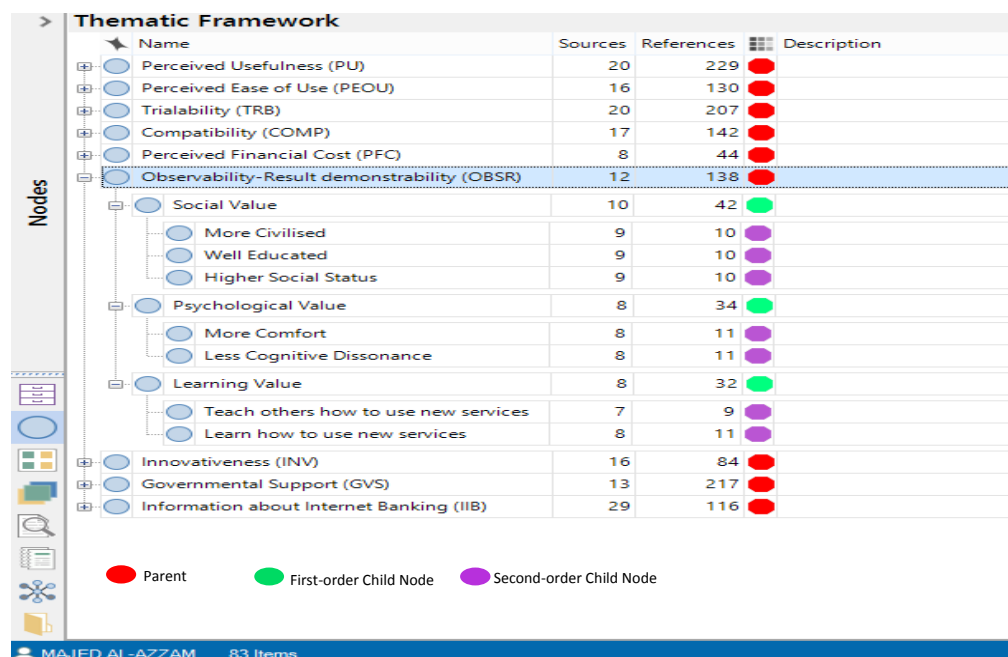 Thematic Framework
Name Sources References Description
Perceived Usefulness (PU) 20 229
Perceived Ease of Use (PEOU) 16 130
Trialability (TRB) 20 207
Compatibility (COMP) 17 142
Perceived Financial Cost (PFC) 8 44
Observability-Result demonstrability (OBSR) 12 138
Social Value 10 42
More Civilised 9 10
Well Educated 9 10
Higher Social Status 9 10
Psychological Value 8 34
More Comfort 8 11
Less Cognitive Dissonance 8 11
Learning Value 8 32
Teach others how to use new services 7 9
Learn how to use new services 8 11
Innovativeness (INV) 16 84
Governmental Support (GVS) 13 217
Information about Internet Banking (IIB) 29 116
Nodes
Parent First-order Child Node Second-order Child Node
MAJED AL-AZZAM 83 Items